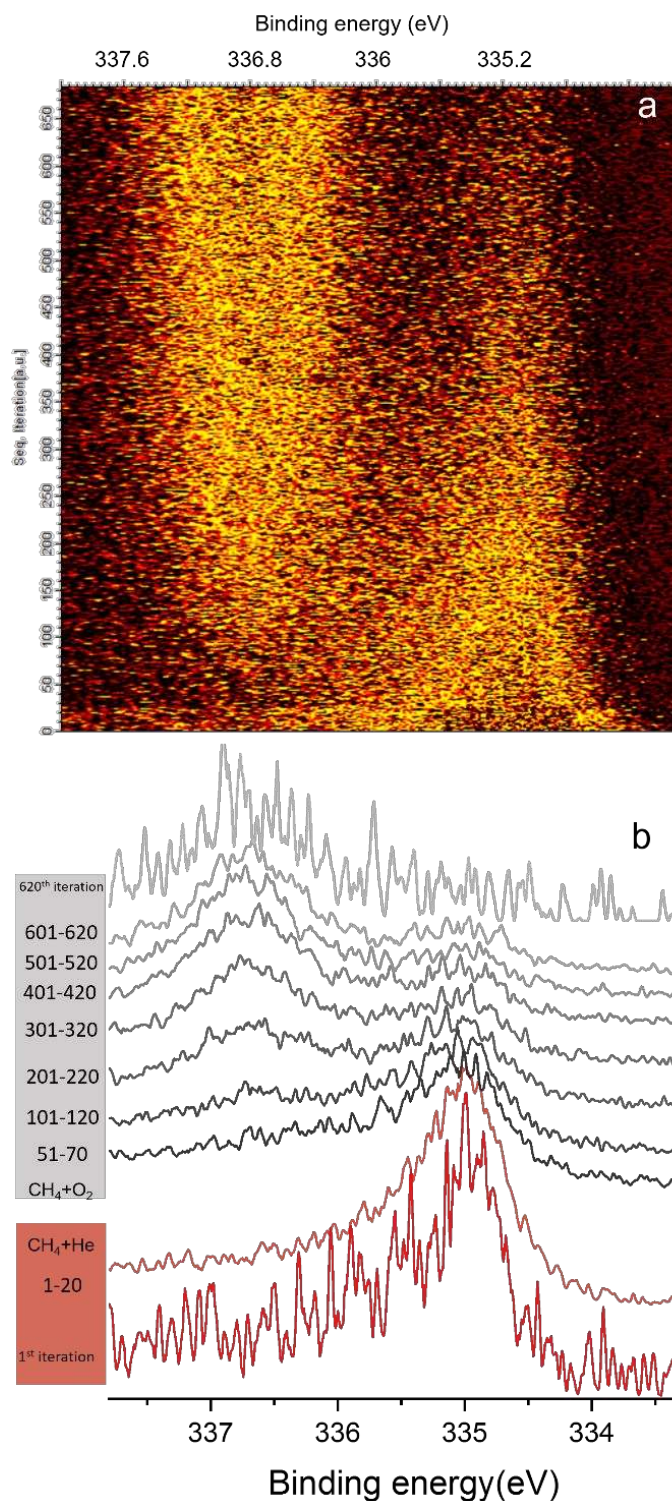 Binding energy (eV)
337.6 336.8 336 335.2
a
650
600
550
500
450
400
350
300
250
200
150
100
50
0
Seq. Iteration[a.u.]
b
620th iteration
601-620
501-520
401-420
301-320
201-220
101-120
51-70
CH₄+O₂
CH₄+He
1-20
1st iteration
337 336 335 334
Binding energy(eV)